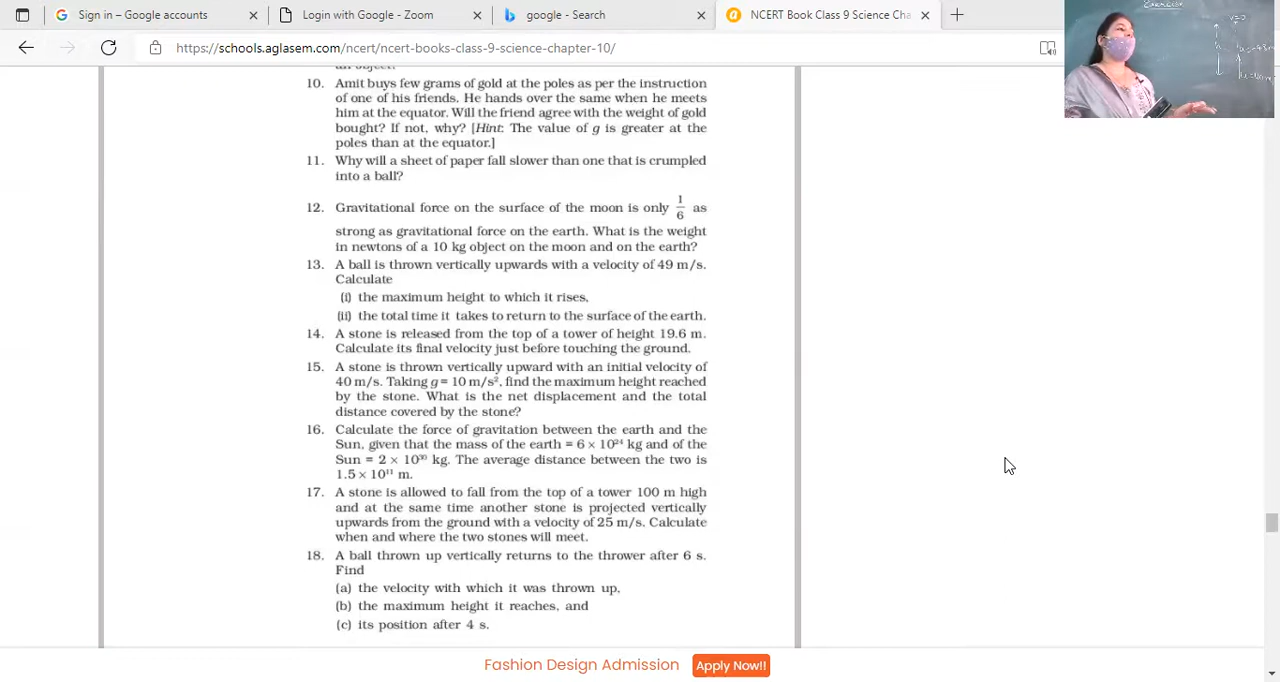 Sign in – Google accounts
Login with Google - Zoom
google - Search
NCERT Book Class 9 Science Cha
https://schools.aglasem.com/ncert/ncert-books-class-9-science-chapter-10/
an object.
10. Amit buys few grams of gold at the poles as per the instruction
of one of his friends. He hands over the same when he meets
him at the equator. Will the friend agree with the weight of gold
bought? If not, why? [Hint: The value of g is greater at the
poles than at the equator.]
11. Why will a sheet of paper fall slower than one that is crumpled
into a ball?
12. Gravitational force on the surface of the moon is only 1/6 as
strong as gravitational force on the earth. What is the weight
in newtons of a 10 kg object on the moon and on the earth?
13. A ball is thrown vertically upwards with a velocity of 49 m/s.
Calculate
(i) the maximum height to which it rises,
(ii) the total time it takes to return to the surface of the earth.
14. A stone is released from the top of a tower of height 19.6 m.
Calculate its final velocity just before touching the ground.
15. A stone is thrown vertically upward with an initial velocity of
40 m/s. Taking g = 10 m/s², find the maximum height reached
by the stone. What is the net displacement and the total
distance covered by the stone?
16. Calculate the force of gravitation between the earth and the
Sun, given that the mass of the earth = 6 × 10²⁴ kg and of the
Sun = 2 × 10³⁰ kg. The average distance between the two is
1.5 × 10¹¹ m.
17. A stone is allowed to fall from the top of a tower 100 m high
and at the same time another stone is projected vertically
upwards from the ground with a velocity of 25 m/s. Calculate
when and where the two stones will meet.
18. A ball thrown up vertically returns to the thrower after 6 s.
Find
(a) the velocity with which it was thrown up,
(b) the maximum height it reaches, and
(c) its position after 4 s.
Fashion Design Admission
Apply Now!!